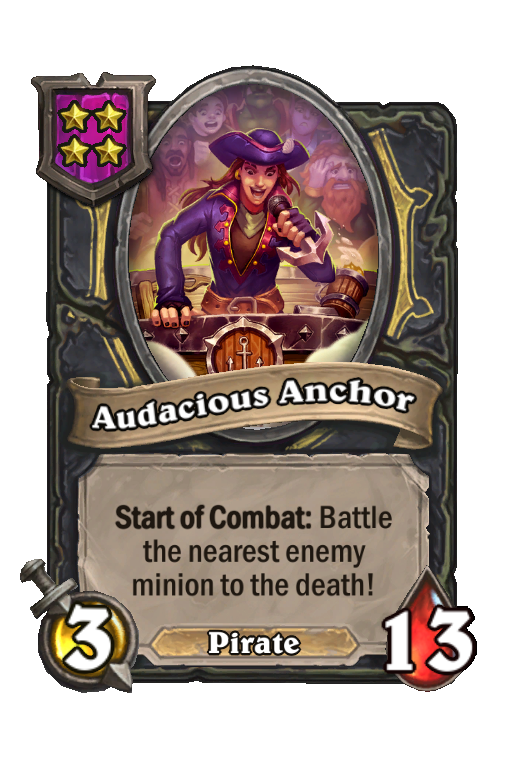 Audacious Anchor
Start of Combat: Battle
the nearest enemy
minion to the death!
3
Pirate
13